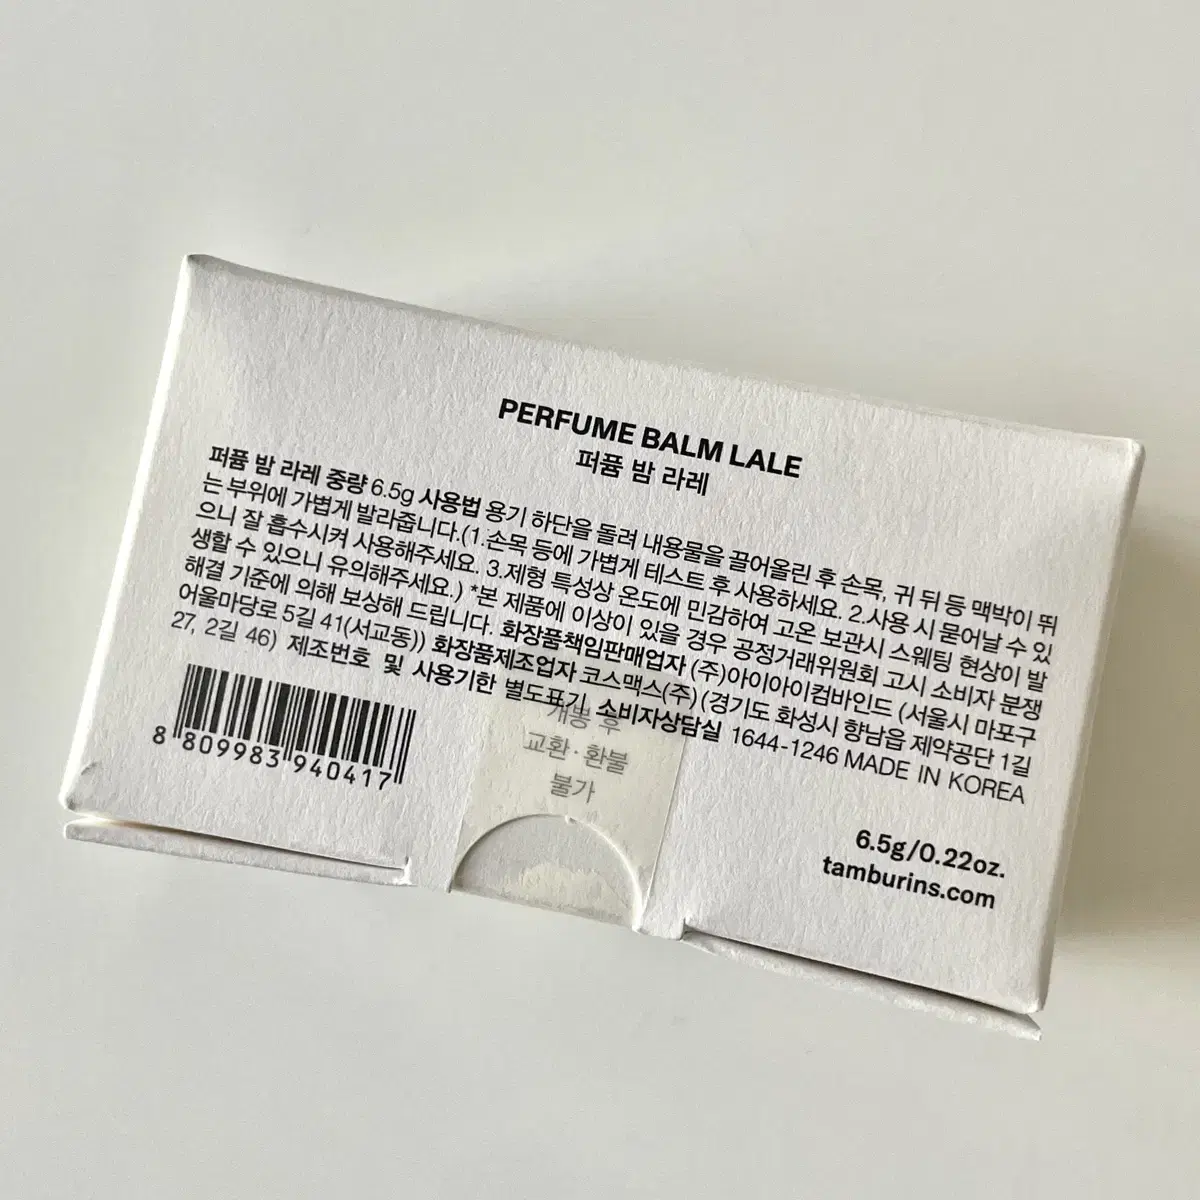 PERFUME BALM LALE
퍼퓸 밤 라레
퍼퓸 밤 라레 중량 6.5g 사용법 용기 하단을 돌려 내용물을 끌어올린 후 손목, 귀 뒤 등 맥박이 뛰
는 부위에 가볍게 발라줍니다.(1.손목 등에 가볍게 테스트 후 사용하세요. 2.사용 시 묻어날 수 있
으니 잘 흡수시켜 사용해주세요. 3.제형 특성상 온도에 민감하여 고온 보관시 스웨팅 현상이 발
생할 수 있으니 유의해주세요.) *본 제품에 이상이 있을 경우 공정거래위원회 고시 소비자 분쟁
해결 기준에 의해 보상해 드립니다. 화장품책임판매업자 (주)아이아이컴바인드 (서울시 마포구
어울마당로 5길 41(서교동)) 화장품제조업자 코스맥스(주) (경기도 화성시 향남읍 제약공단 1길
27, 2길 46) 제조번호 및 사용기한 별도표기, 소비자상담실 1644-1246 MADE IN KOREA
개봉 후
교환·환불
불가
8 809983 940417
6.5g/0.22oz.
tamburins.com